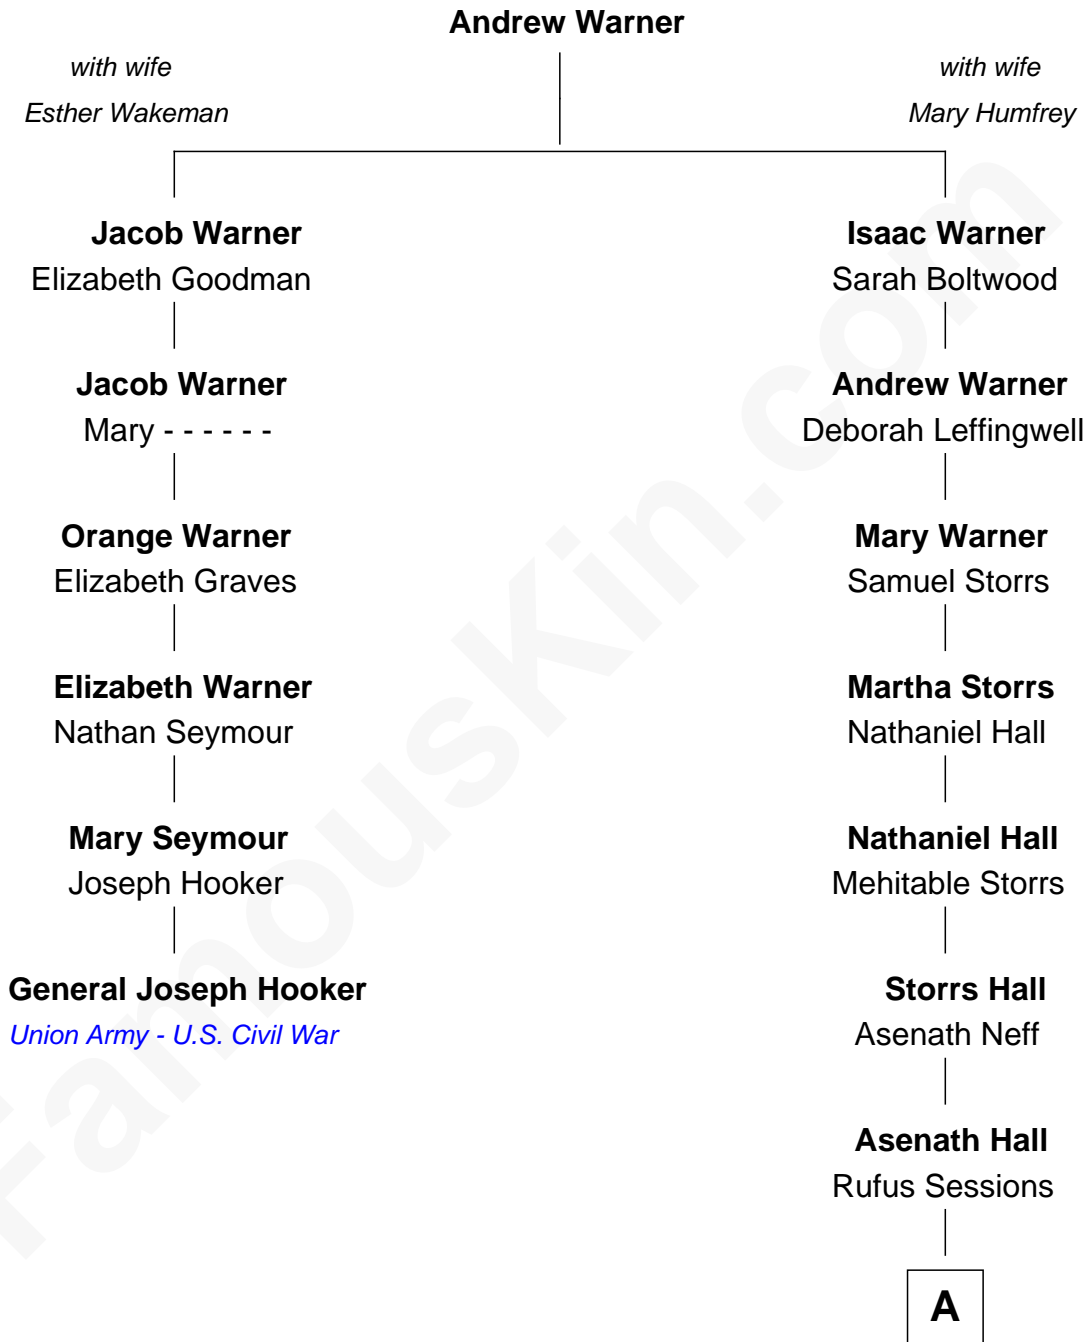 Andrew Warner
with wife
Esther Wakeman
with wife
Mary Humfrey
Jacob Warner
Elizabeth Goodman
Isaac Warner
Sarah Boltwood
Jacob Warner
Mary - - - - - -
Andrew Warner
Deborah Leffingwell
Orange Warner
Elizabeth Graves
Mary Warner
Samuel Storrs
Elizabeth Warner
Nathan Seymour
Martha Storrs
Nathaniel Hall
Mary Seymour
Joseph Hooker
Nathaniel Hall
Mehitable Storrs
General Joseph Hooker
Union Army - U.S. Civil War
Storrs Hall
Asenath Neff
Asenath Hall
Rufus Sessions
A
FamousKin.com